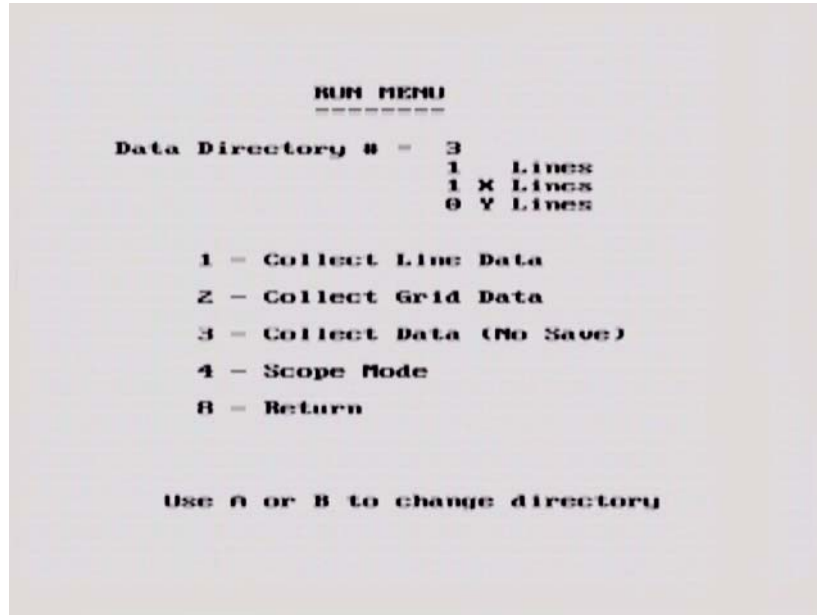 RUN MENU
--------
Data Directory # - 3
1 Lines
1 X Lines
0 Y Lines
1 - Collect Line Data
2 - Collect Grid Data
3 - Collect Data (No Save)
4 - Scope Mode
8 - Return
Use A or B to change directory